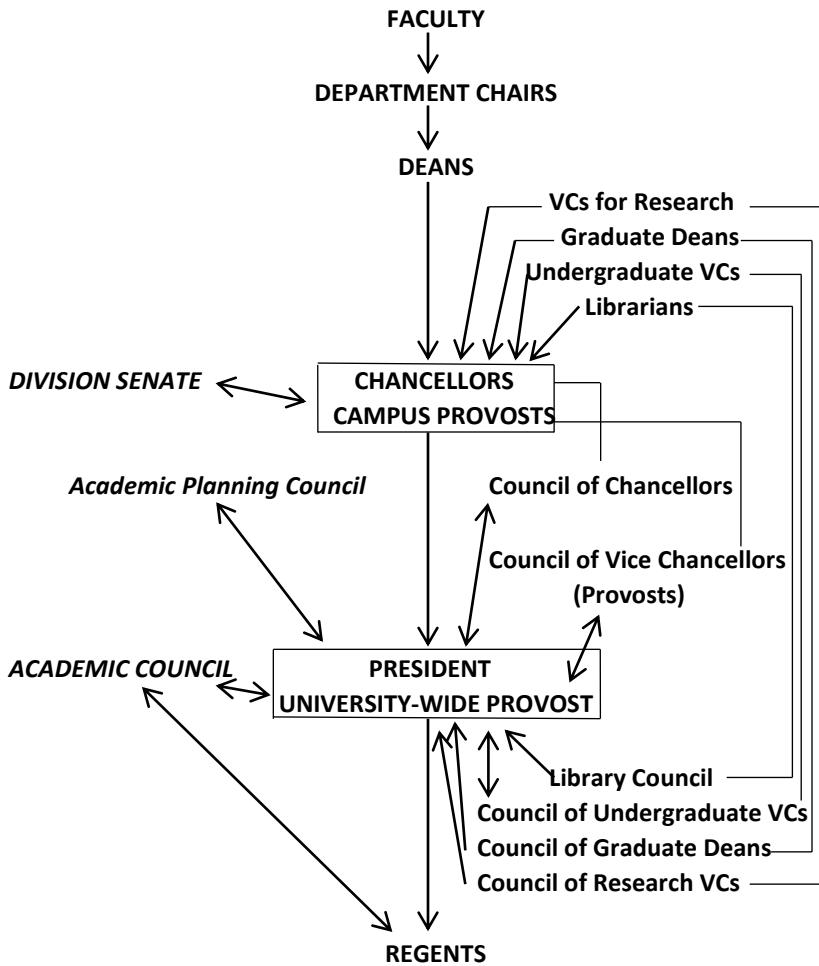 FACULTY
DEPARTMENT CHAIRS
DEANS
VCs for Research
Graduate Deans
Undergraduate VCs
Librarians
DIVISION SENATE
CHANCELLORS
CAMPUS PROVOSTS
Academic Planning Council
Council of Chancellors
Council of Vice Chancellors
(Provosts)
ACADEMIC COUNCIL
PRESIDENT
UNIVERSITY-WIDE PROVOST
Library Council
Council of Undergraduate VCs
Council of Graduate Deans
Council of Research VCs
REGENTS